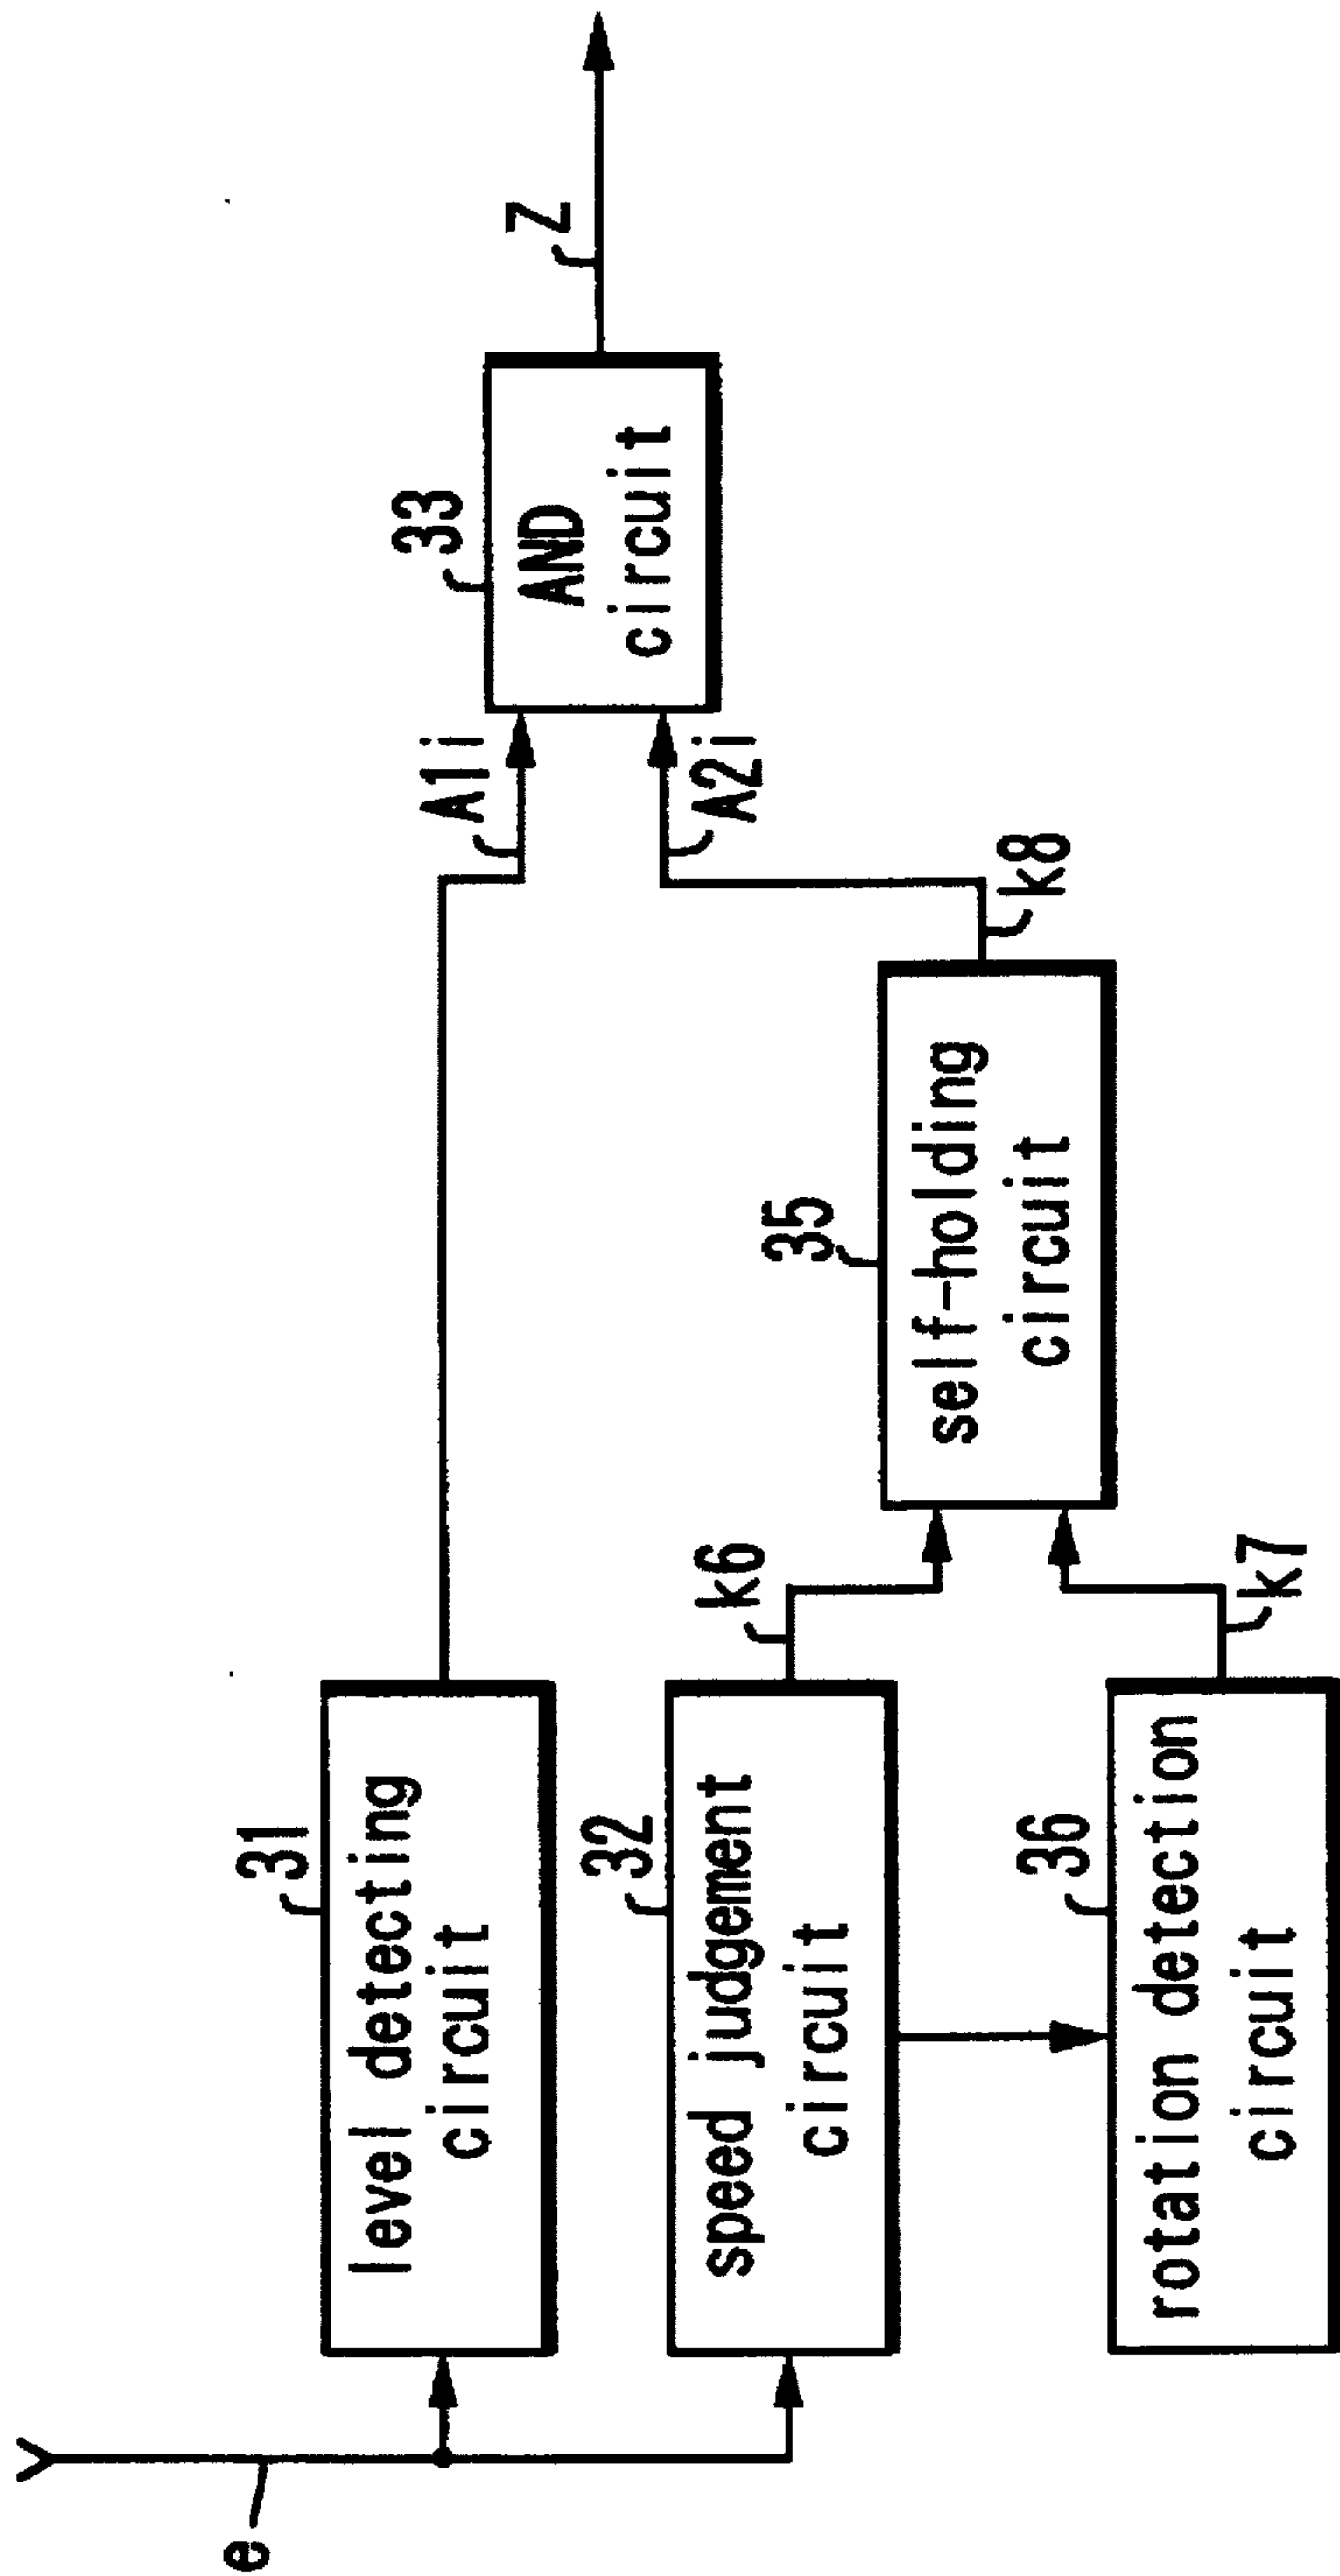 e
31
level detecting
circuit
32
speed judgement
circuit
36
rotation detection
circuit
k6
k7
35
self-holding
circuit
k8
A1i
A2i
33
AND
circuit
Z